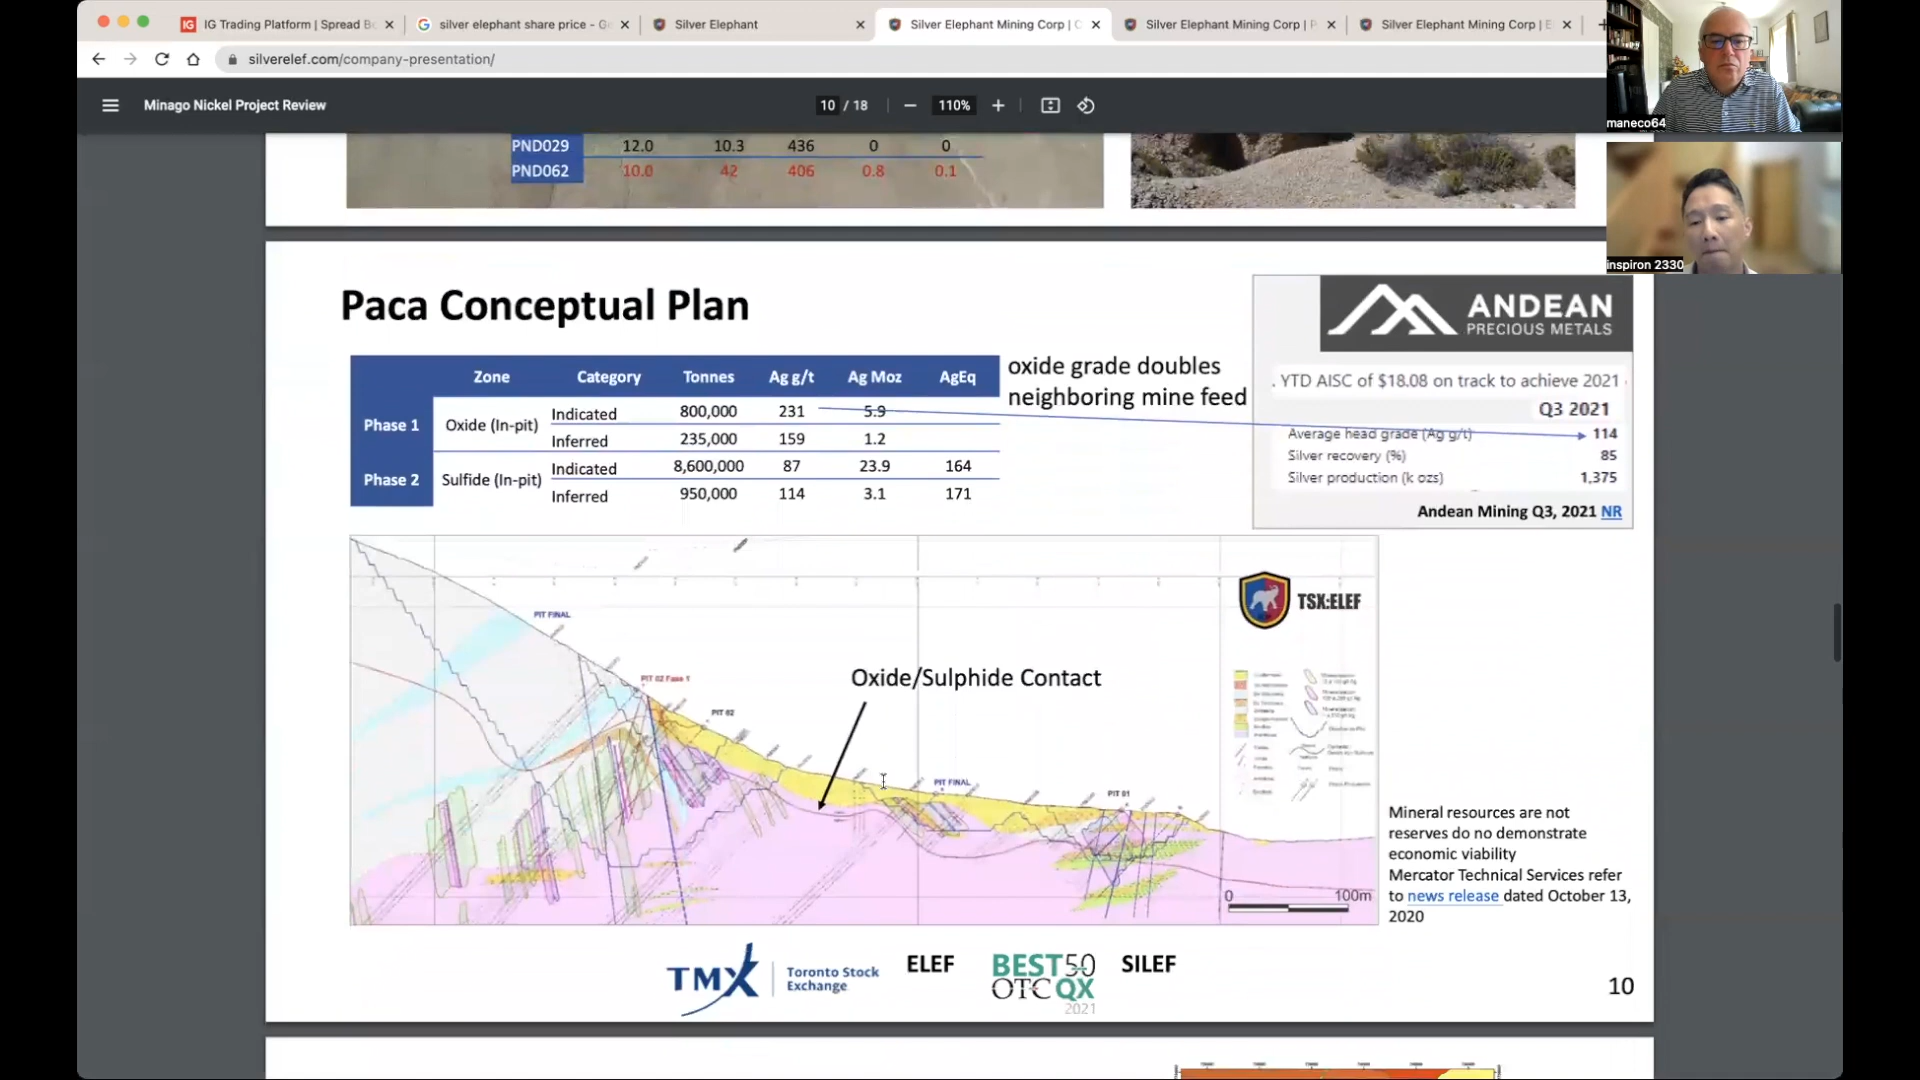 IG Trading Platform | Spread B
silver elephant share price - G
Silver Elephant
Silver Elephant Mining Corp | C
Silver Elephant Mining Corp | P
Silver Elephant Mining Corp | E
silverelef.com/company-presentation/
Minago Nickel Project Review
10 / 18
110%
maneco64
inspiron 2330
PND029 12.0 10.3 436 0 0
PND062 10.0 42 406 0.8 0.1
Paca Conceptual Plan
Zone Category Tonnes Ag g/t Ag Moz AgEq
Phase 1 Oxide (In-pit) Indicated 800,000 231 5.9
Inferred 235,000 159 1.2
Phase 2 Sulfide (In-pit) Indicated 8,600,000 87 23.9 164
Inferred 950,000 114 3.1 171
oxide grade doubles
neighboring mine feed
ANDEAN
PRECIOUS METALS
. YTD AISC of $18.08 on track to achieve 2021
Q3 2021
Average head grade (Ag g/t) 114
Silver recovery (%) 85
Silver production (k ozs) 1,375
Andean Mining Q3, 2021 NR
PIT FINAL
PIT 02 Fase 1
PIT 02
Oxide/Sulphide Contact
PIT FINAL
PIT 01
TSX:ELEF
0 100m
Mineral resources are not
reserves do no demonstrate
economic viability
Mercator Technical Services refer
to news release dated October 13,
2020
TMX Toronto Stock
Exchange
ELEF
BEST50
OTCQX
2021
SILEF
10